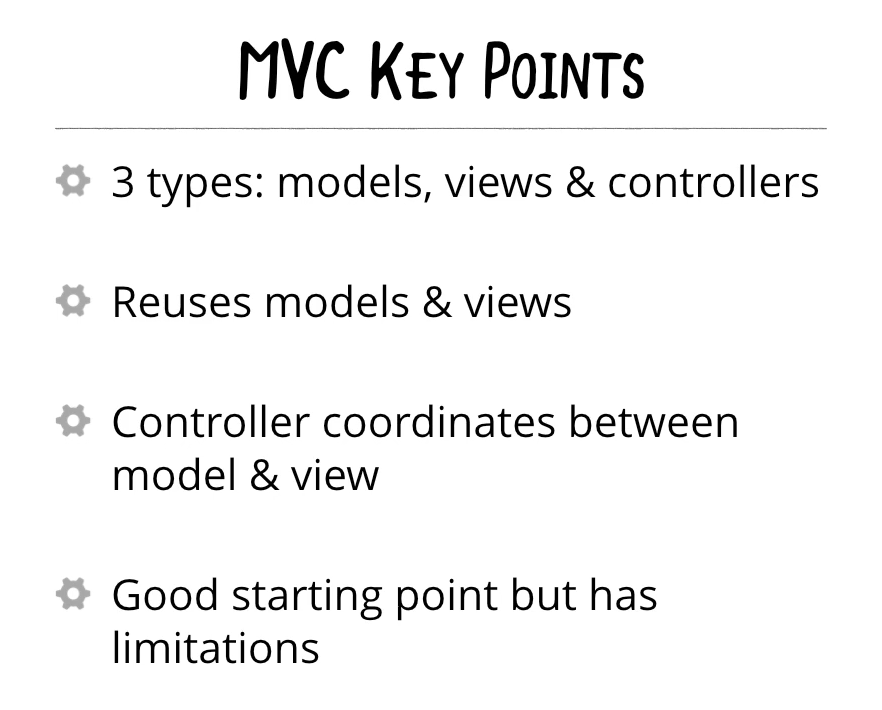 MVC KEY POINTS
3 types: models, views & controllers
Reuses models & views
Controller coordinates between
model & view
Good starting point but has
limitations